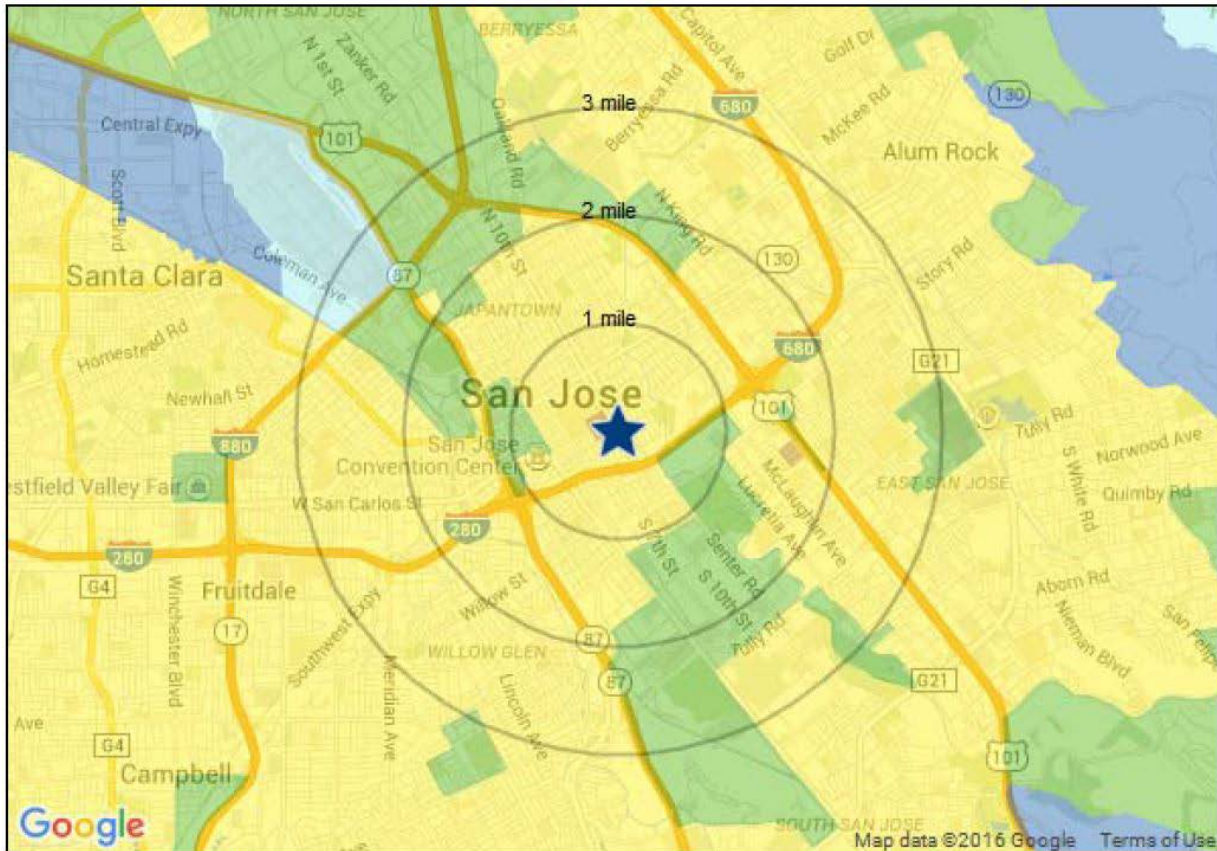 NORTH SAN JOSE
BERRYESSA
Capitol Ave
Golf Dr
Zanker Rd
N 1st St
Oakland Rd
3 mile
680
130
McKee Rd
Central Expy
101
Berryessa Rd
Alum Rock
Scott Blvd
2 mile
N King Rd
N 10th St
130
Story Rd
Coleman Ave
Santa Clara
87
JAPANTOWN
1 mile
Homestead Rd
680
G21
Newhall St
San Jose
101
Tully Rd
880
San Jose
Convention Center
S White Rd
Norwood Ave
estfield Valley Fair
W San Carlos St
McLaughlin Ave
Lucretia Ave
EAST SAN JOSE
Quimby Rd
280
280
S 7th St
Senter Rd
S 10th St
G4
Winchester Blvd
Fruitdale
Willow St
Aborn Rd
17
Southwest Expy
Tully Rd
Nieman Blvd
San Felip
87
WILLOW GLEN
Meridian Ave
Lincoln Ave
87
G21
Ave
G4
101
Campbell
Google
SOUTH SAN JOSE
Map data ©2016 Google
Terms of Use